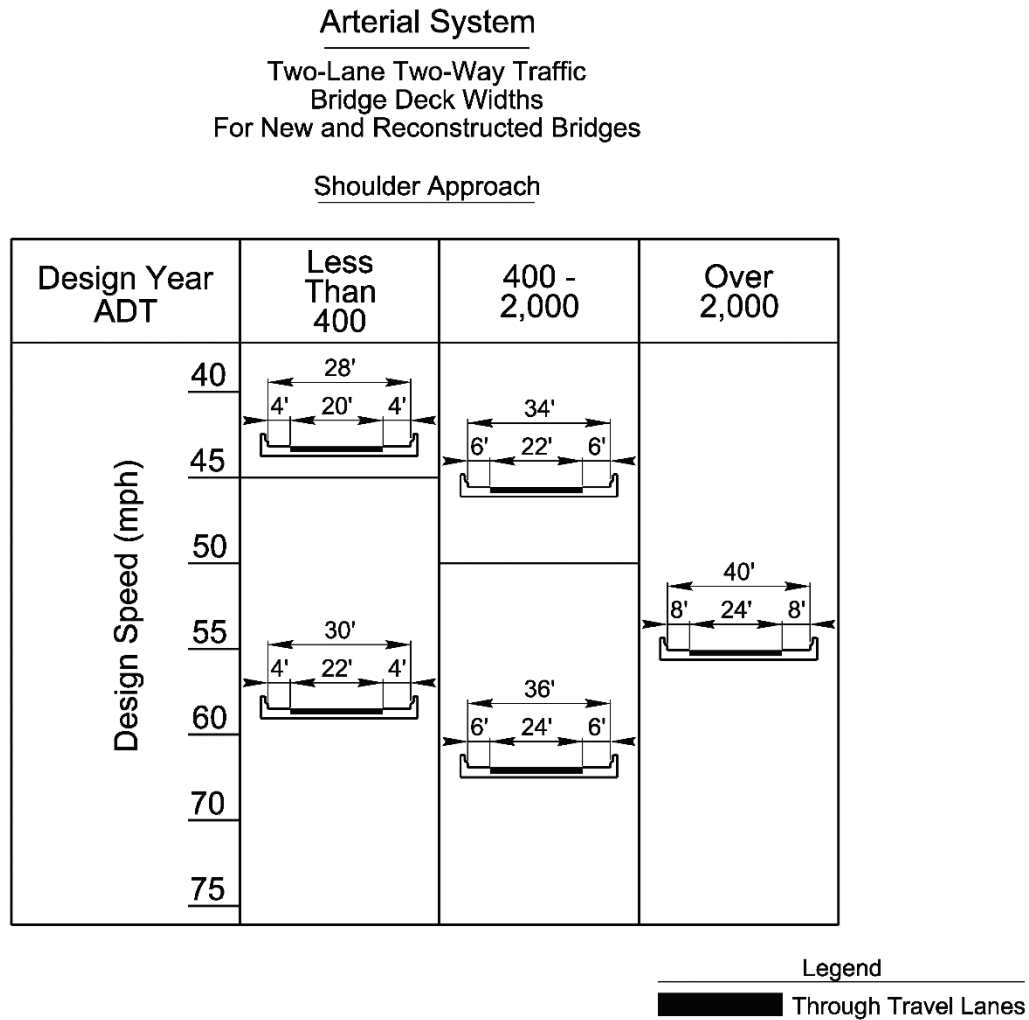 Arterial System
Two-Lane Two-Way Traffic
Bridge Deck Widths
For New and Reconstructed Bridges
Shoulder Approach
Design Year
ADT
Less
Than
400
400 -
2,000
Over
2,000
Design Speed (mph)
40
45
50
55
60
70
75
28'
4' 20' 4'
30'
4' 22' 4'
34'
6' 22' 6'
36'
6' 24' 6'
40'
8' 24' 8'
Legend
Through Travel Lanes